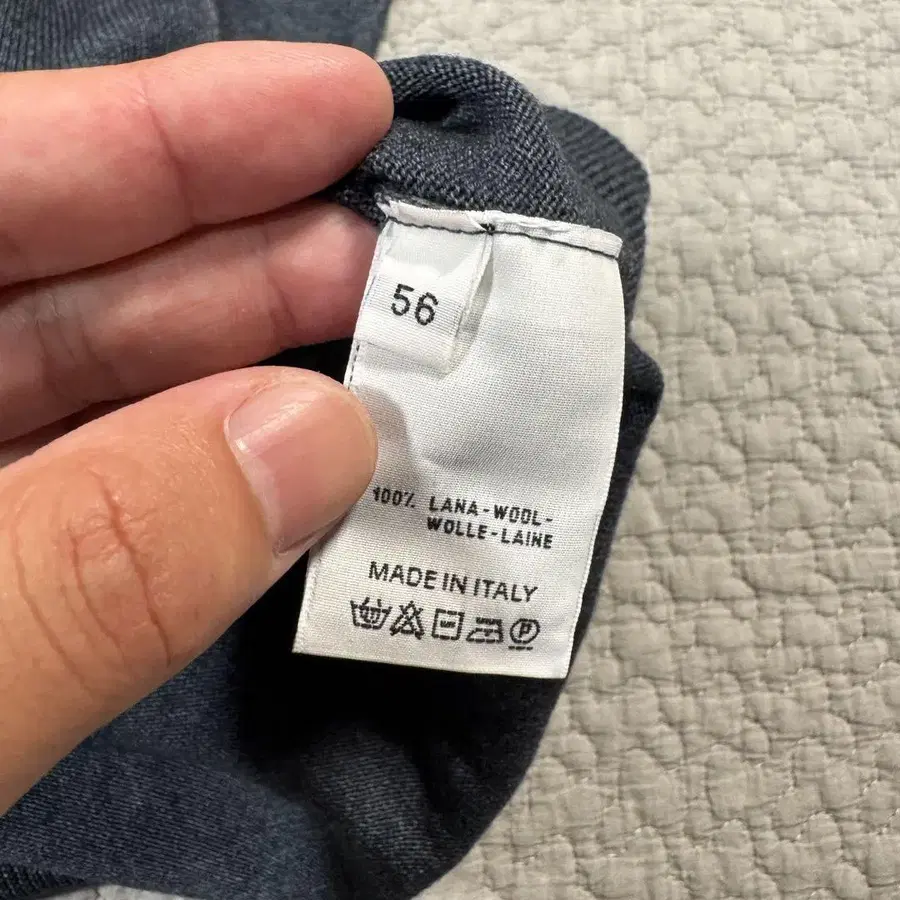 56
100% LANA-WOOL-
WOLLE-LAINE
MADE IN ITALY
P